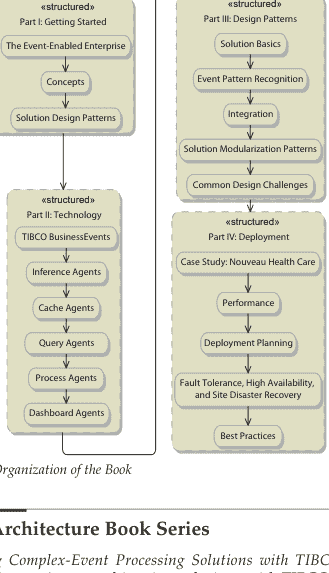 «structured»
Part I: Getting Started
The Event-Enabled Enterprise
Concepts
Solution Design Patterns
«structured»
Part II: Technology
TIBCO BusinessEvents
Inference Agents
Cache Agents
Query Agents
Process Agents
Dashboard Agents
«structured»
Part III: Design Patterns
Solution Basics
Event Pattern Recognition
Integration
Solution Modularization Patterns
Common Design Challenges
«structured»
Part IV: Deployment
Case Study: Nouveau Health Care
Performance
Deployment Planning
Fault Tolerance, High Availability,
and Site Disaster Recovery
Best Practices
Organization of the Book
Architecture Book Series
Complex-Event Processing Solutions with TIBC